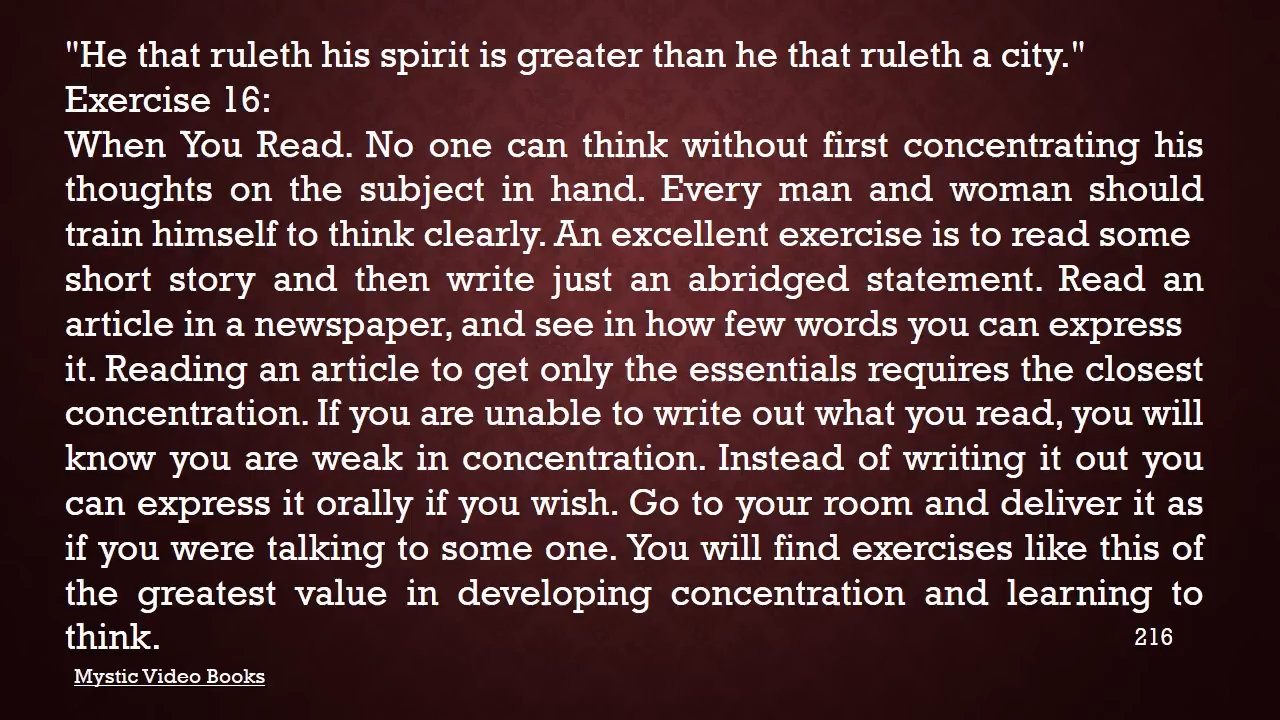 "He that ruleth his spirit is greater than he that ruleth a city."
Exercise 16:
When You Read. No one can think without first concentrating his
thoughts on the subject in hand. Every man and woman should
train himself to think clearly. An excellent exercise is to read some
short story and then write just an abridged statement. Read an
article in a newspaper, and see in how few words you can express
it. Reading an article to get only the essentials requires the closest
concentration. If you are unable to write out what you read, you will
know you are weak in concentration. Instead of writing it out you
can express it orally if you wish. Go to your room and deliver it as
if you were talking to some one. You will find exercises like this of
the greatest value in developing concentration and learning to
think.
216
Mystic Video Books